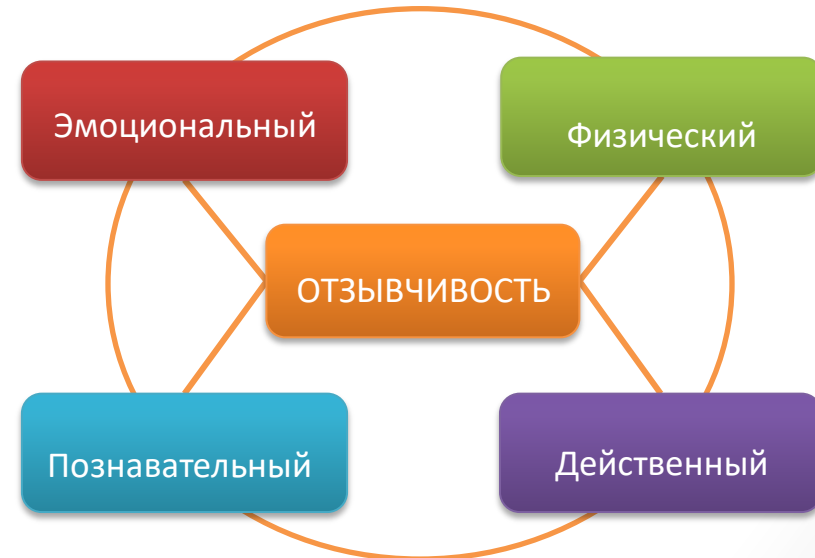 Эмоциональный
Физический
ОТЗЫВЧИВОСТЬ
Познавательный
Действенный